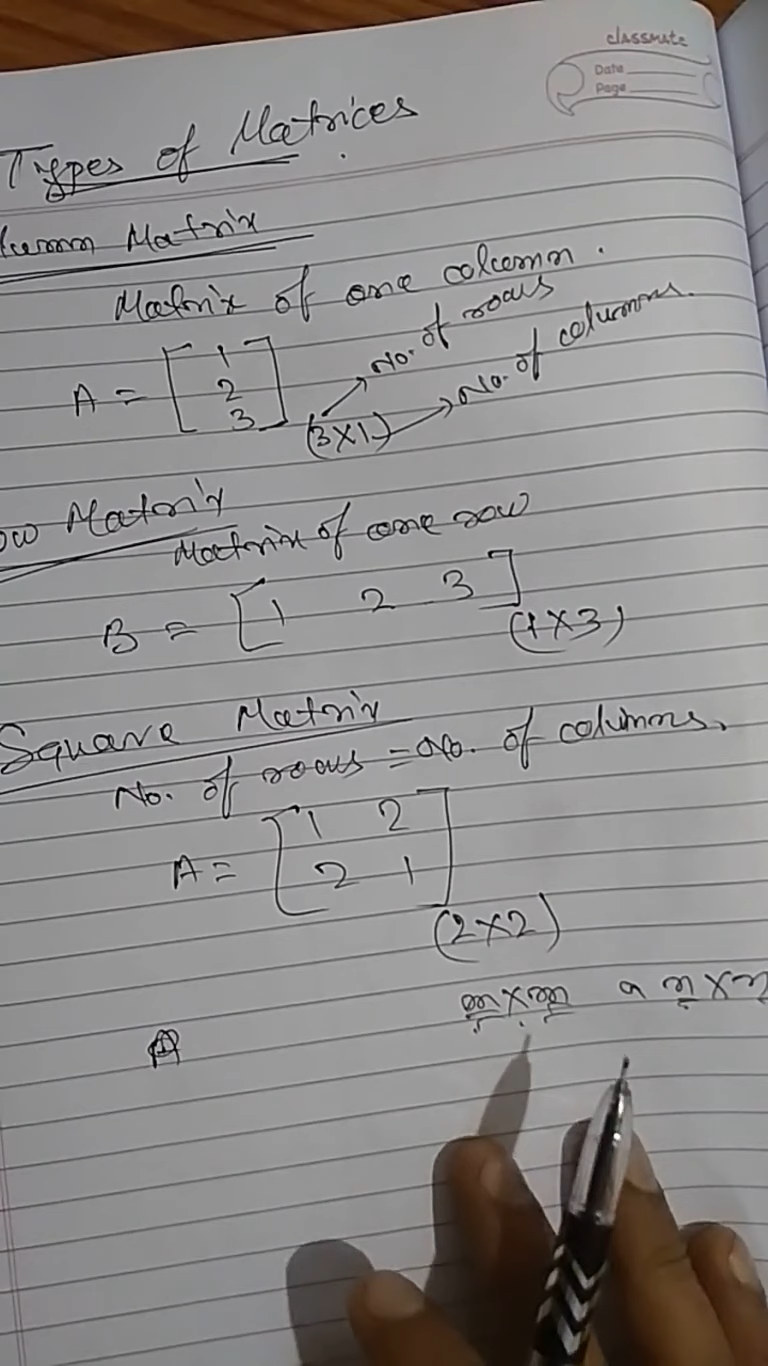 classmate
Date
Page
Types of Matrices
lumn Matrix
Matrix of one column.
No. of rows
No. of columns.
A = [1 2 3] (3×1)
ow Matrix
Matrix of one row
B = [1 2 3] (1×3)
Square Matrix
No. of rows = No. of columns.
A = [1 2
2 1] (2×2)
m×m n×n